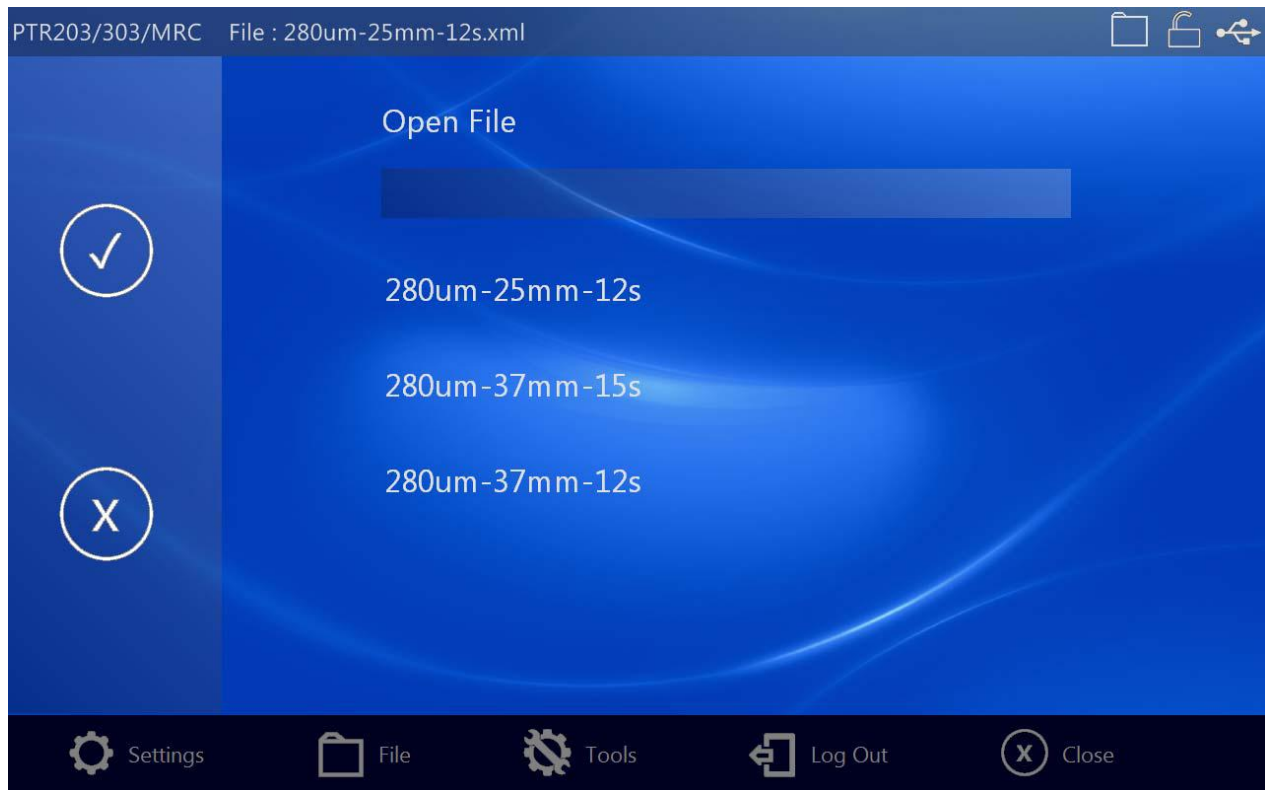 PTR203/303/MRC File : 280um-25mm-12s.xml
Open File
280um-25mm-12s
280um-37mm-15s
280um-37mm-12s
X
Settings File Tools Log Out X Close